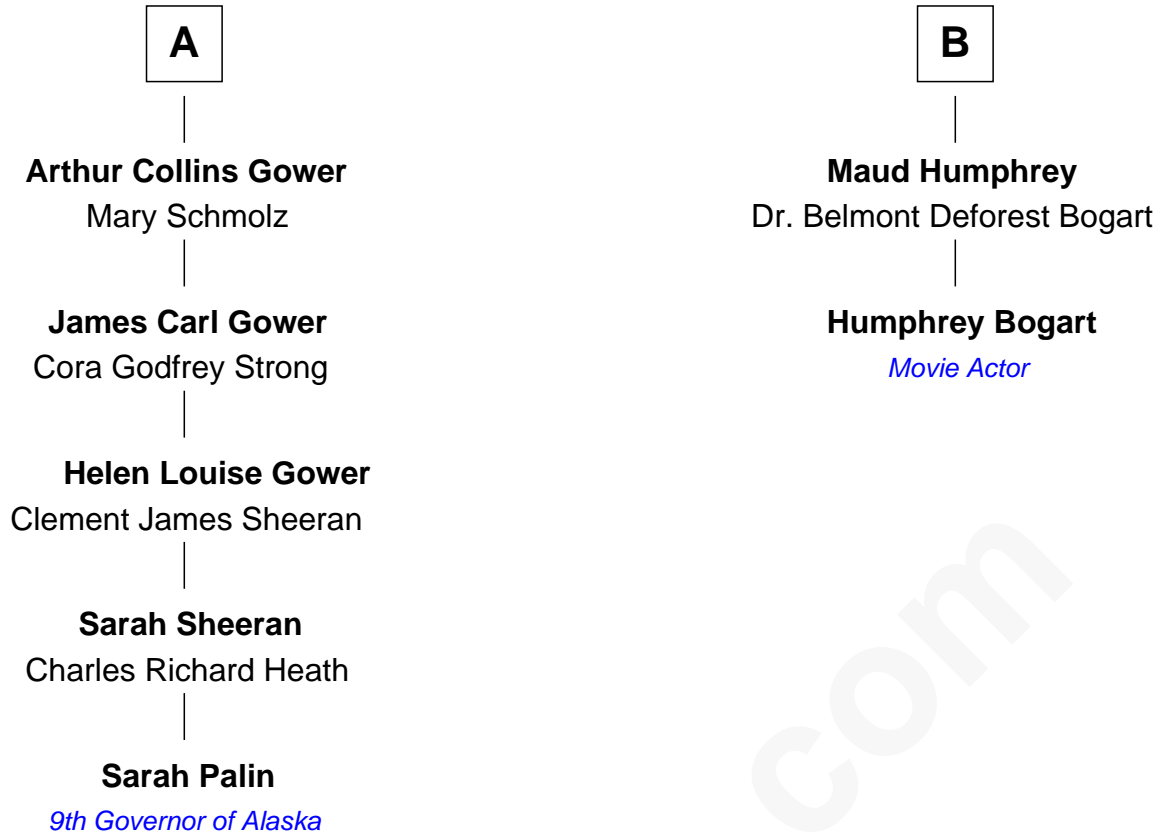 A
Arthur Collins Gower
Mary Schmolz
James Carl Gower
Cora Godfrey Strong
Helen Louise Gower
Clement James Sheeran
Sarah Sheeran
Charles Richard Heath
Sarah Palin
9th Governor of Alaska
B
Maud Humphrey
Dr. Belmont Deforest Bogart
Humphrey Bogart
Movie Actor
com